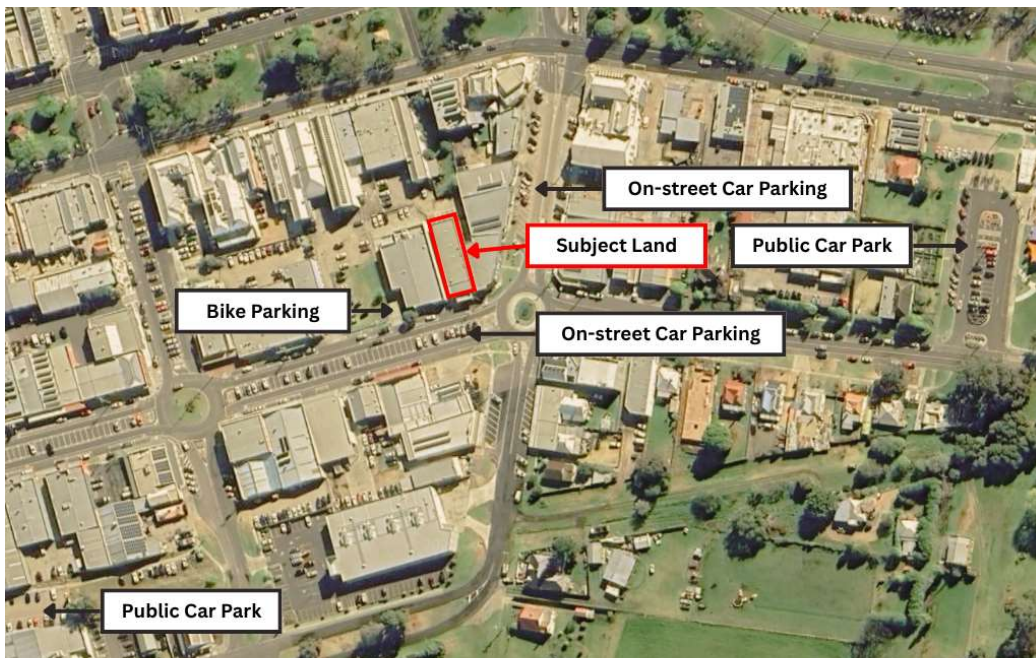 On-street Car Parking
Subject Land
Public Car Park
Bike Parking
On-street Car Parking
Public Car Park